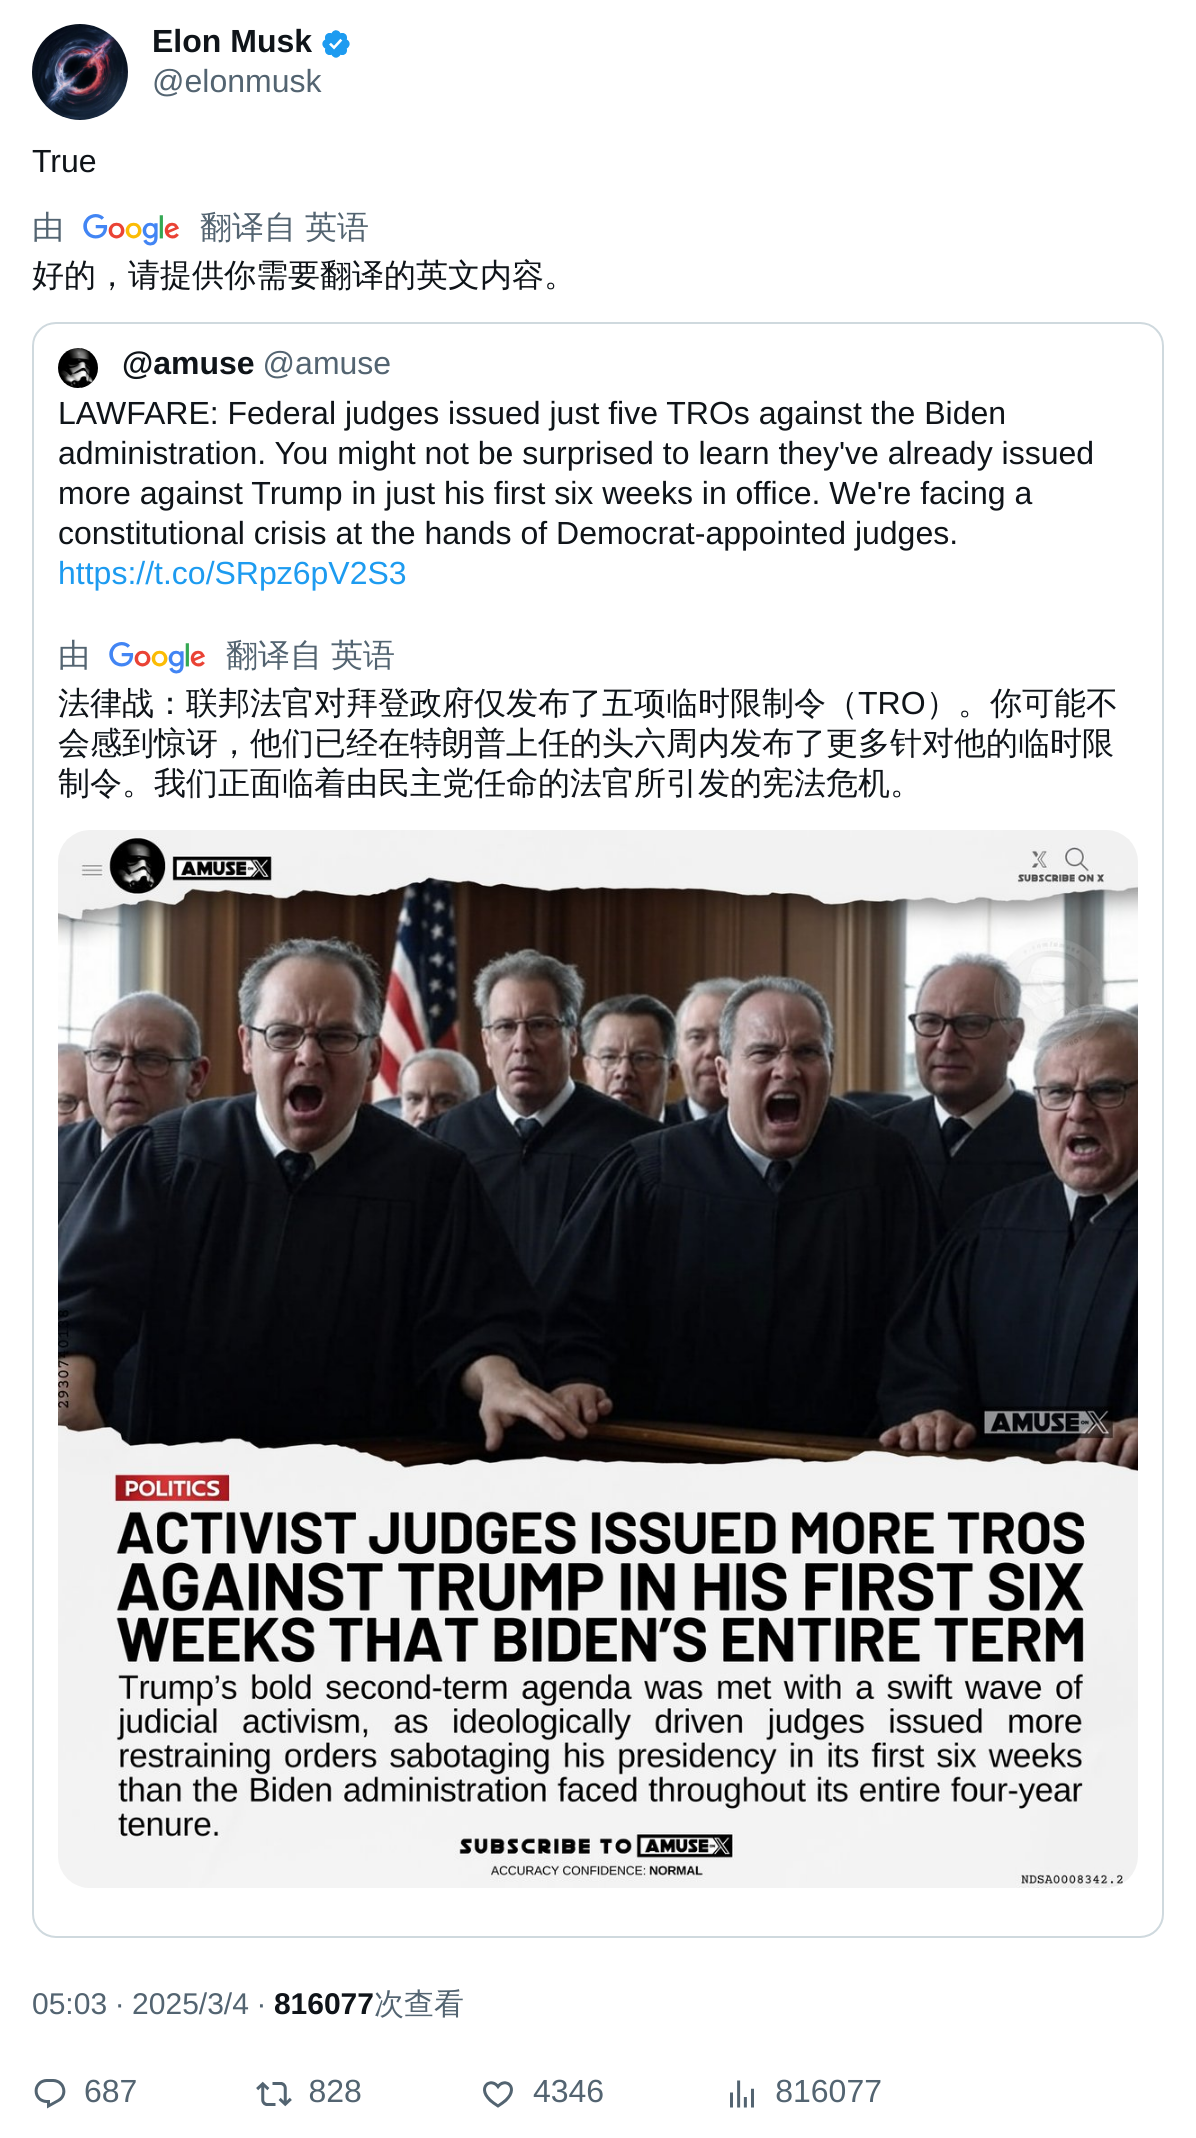 Elon Musk
@elonmusk
True
由 Google 翻译自 英语
好的，请提供你需要翻译的英文内容。
@amuse @amuse
LAWFARE: Federal judges issued just five TROs against the Biden
administration. You might not be surprised to learn they've already issued
more against Trump in just his first six weeks in office. We're facing a
constitutional crisis at the hands of Democrat-appointed judges.
https://t.co/SRpz6pV2S3
由 Google 翻译自 英语
法律战：联邦法官对拜登政府仅发布了五项临时限制令（TRO）。你可能不
会感到惊讶，他们已经在特朗普上任的头六周内发布了更多针对他的临时限
制令。我们正面临着由民主党任命的法官所引发的宪法危机。
AMUSE ON X
SUBSCRIBE ON X
AMUSE ON X
POLITICS
ACTIVIST JUDGES ISSUED MORE TROS
AGAINST TRUMP IN HIS FIRST SIX
WEEKS THAT BIDEN’S ENTIRE TERM
Trump’s bold second-term agenda was met with a swift wave of
judicial activism, as ideologically driven judges issued more
restraining orders sabotaging his presidency in its first six weeks
than the Biden administration faced throughout its entire four-year
tenure.
SUBSCRIBE TO AMUSE ON X
ACCURACY CONFIDENCE: NORMAL
NDSA0008342.2
05:03 · 2025/3/4 · 816077次查看
687 828 4346 816077